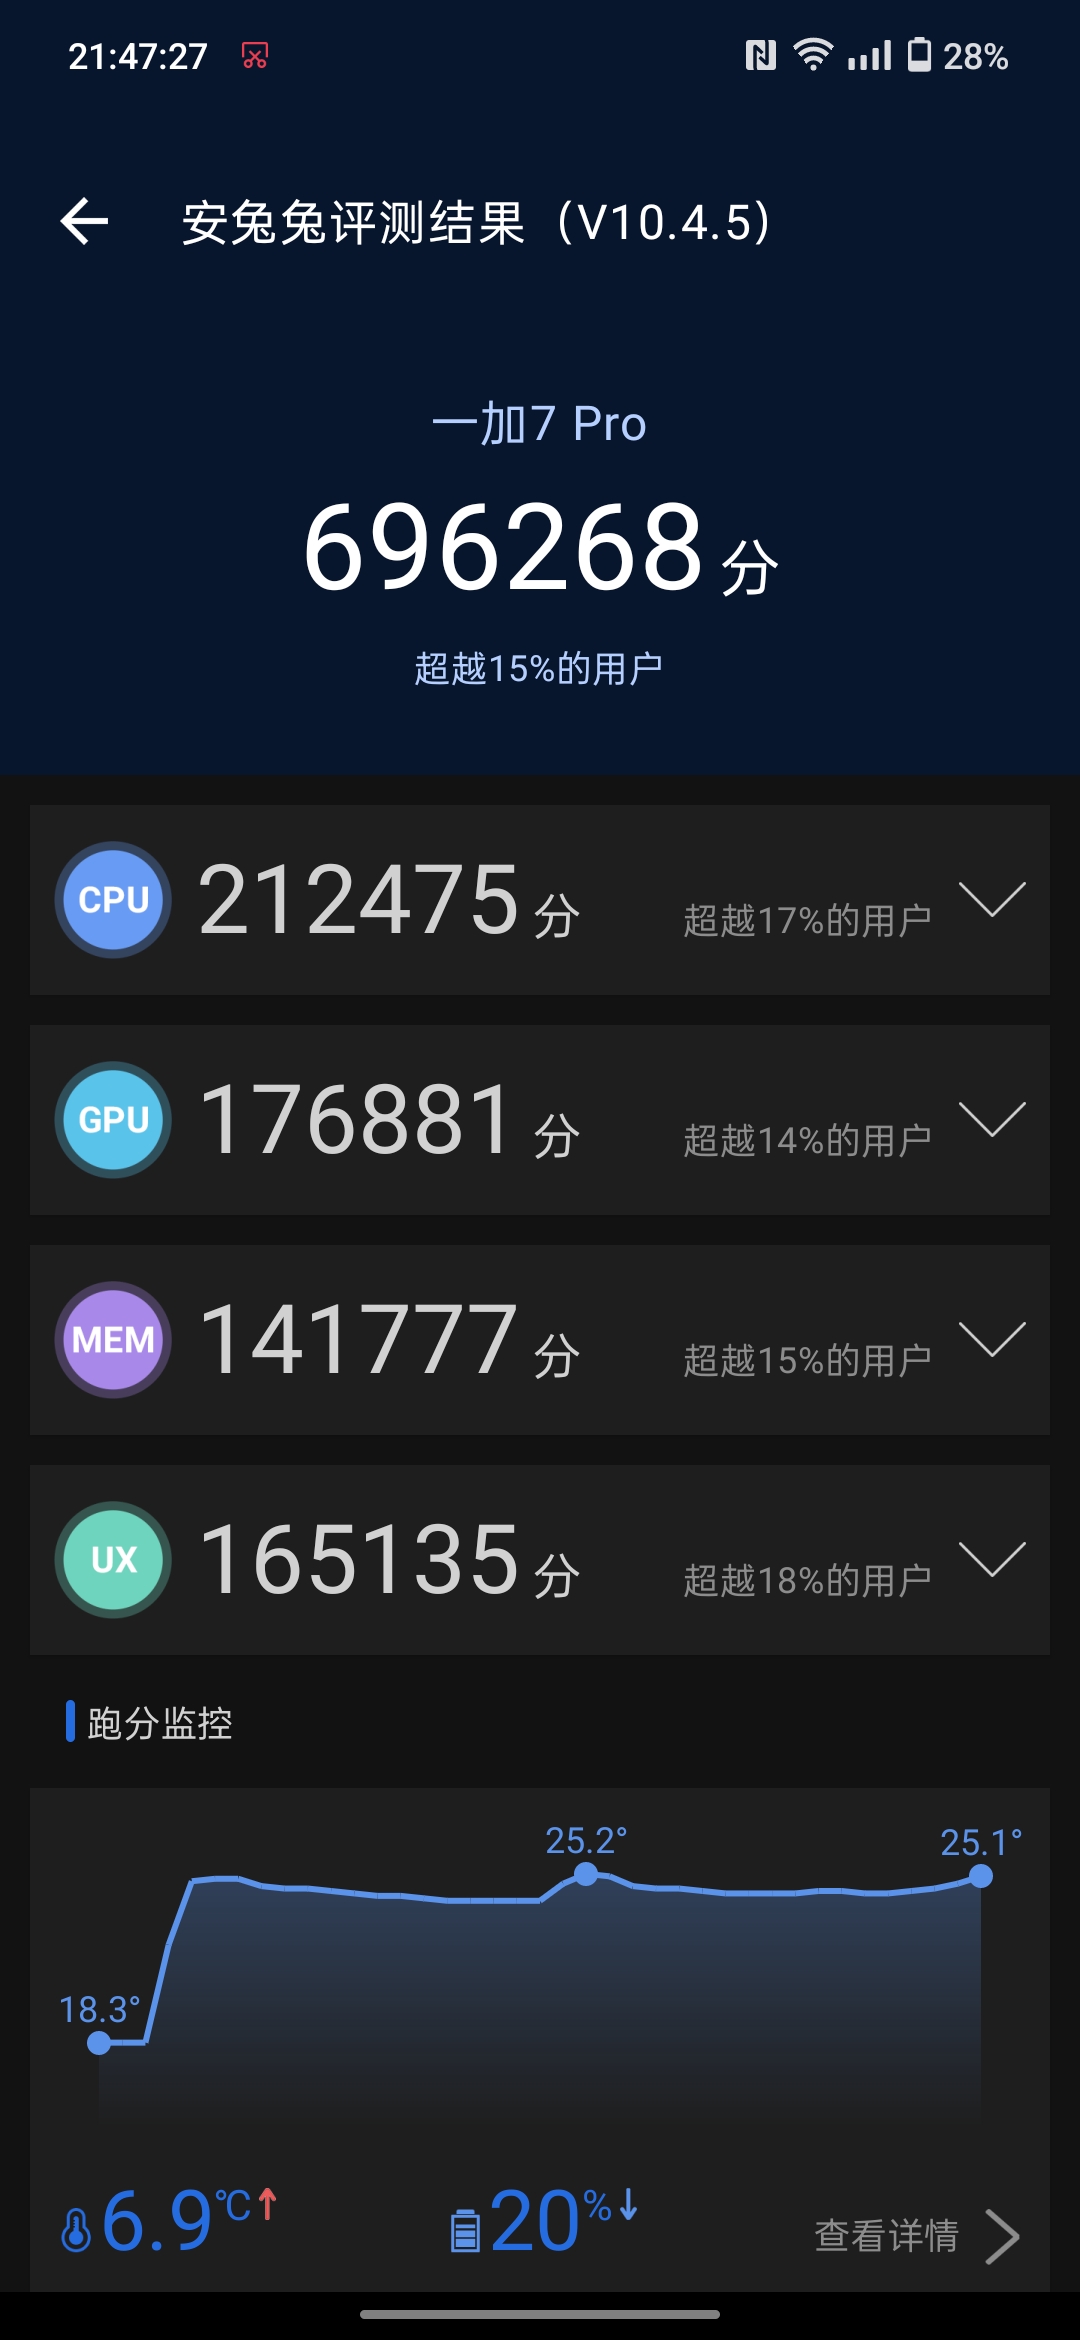 21:47:27 28%
安兔兔评测结果（V10.4.5）
一加7 Pro
696268 分
超越15%的用户
CPU 212475 分 超越17%的用户
GPU 176881 分 超越14%的用户
MEM 141777 分 超越15%的用户
UX 165135 分 超越18%的用户
跑分监控
25.2° 25.1°
18.3°
6.9℃↑ 20%↓ 查看详情